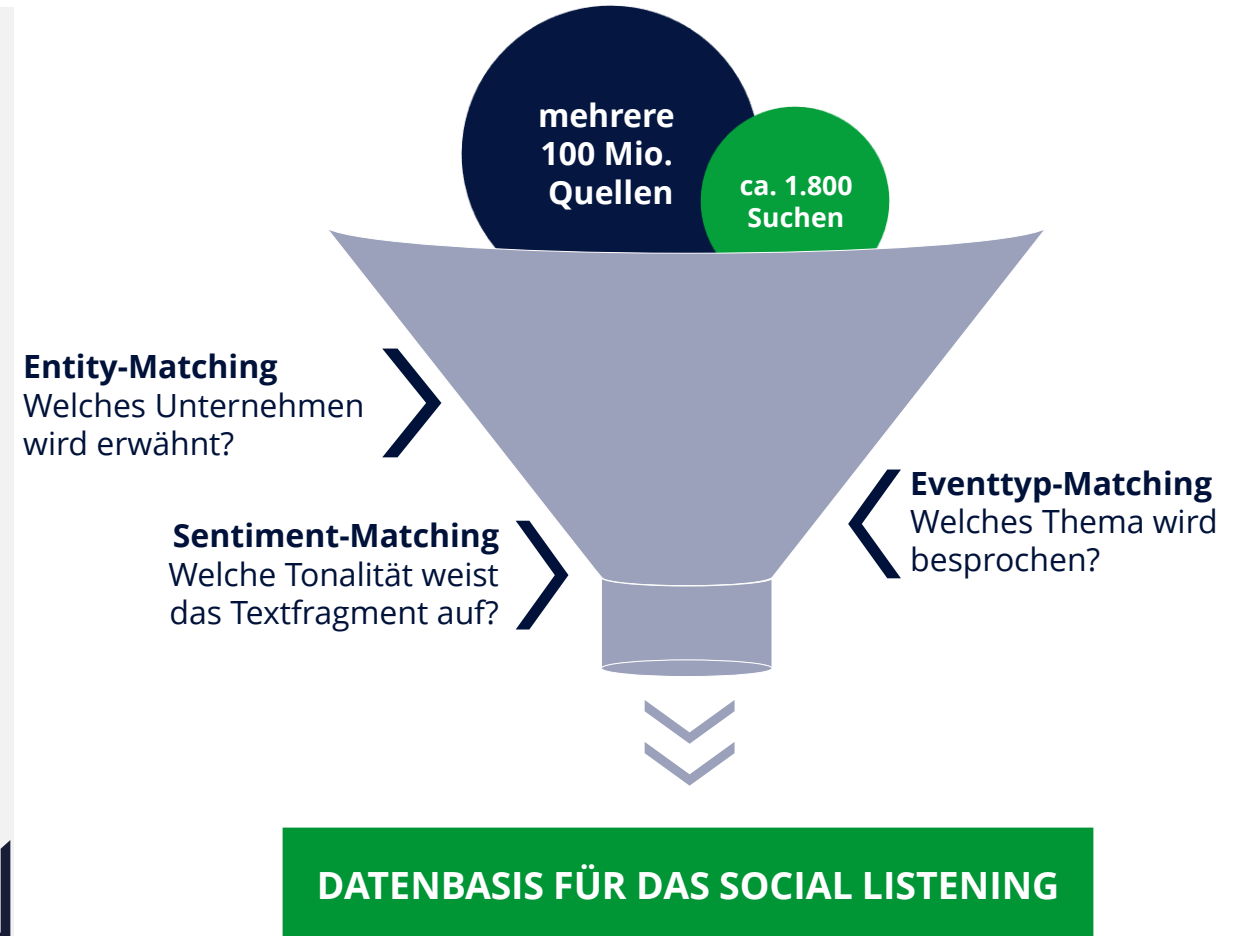 mehrere
100 Mio.
Quellen
ca. 1.800
Suchen
Entity-Matching
Welches Unternehmen
wird erwähnt?
Eventtyp-Matching
Welches Thema wird
besprochen?
Sentiment-Matching
Welche Tonalität weist
das Textfragment auf?
DATENBASIS FÜR DAS SOCIAL LISTENING